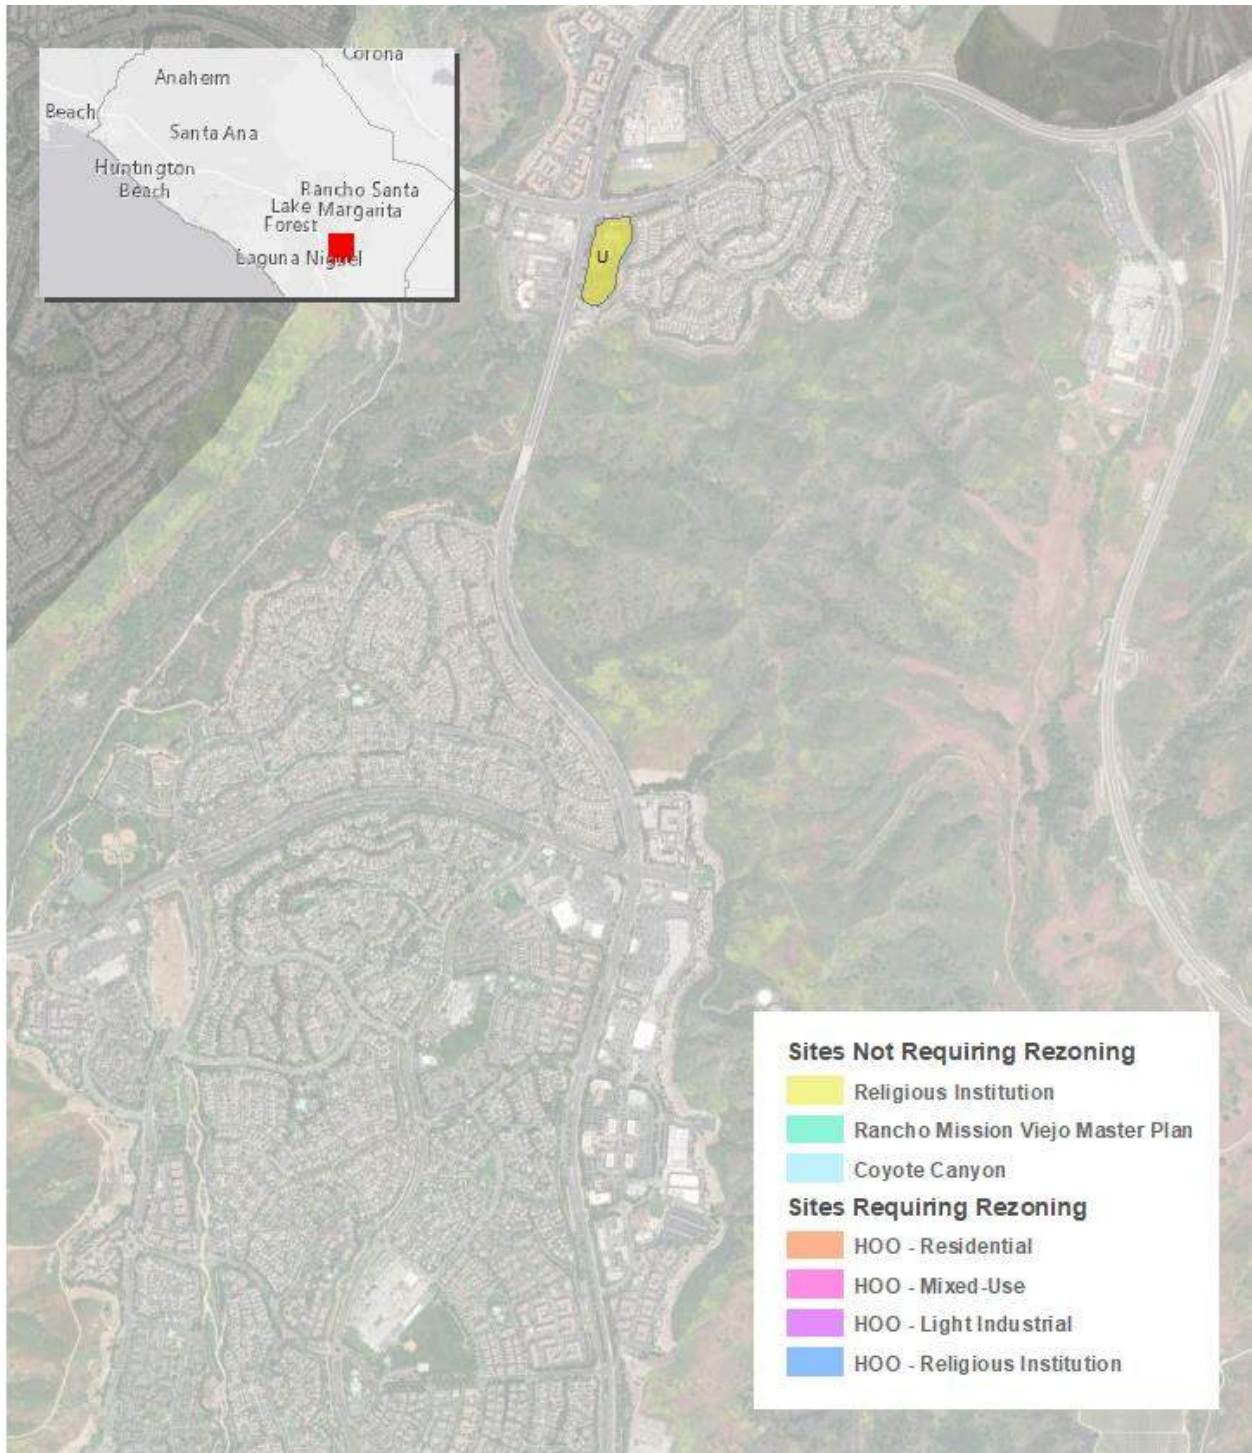 Corona
Anaheim
Beach
Santa Ana
Huntington
Beach
Rancho Santa
Lake Margarita
Forest
Laguna Niguel
U
Sites Not Requiring Rezoning
Religious Institution
Rancho Mission Viejo Master Plan
Coyote Canyon
Sites Requiring Rezoning
HOO - Residential
HOO - Mixed-Use
HOO - Light Industrial
HOO - Religious Institution